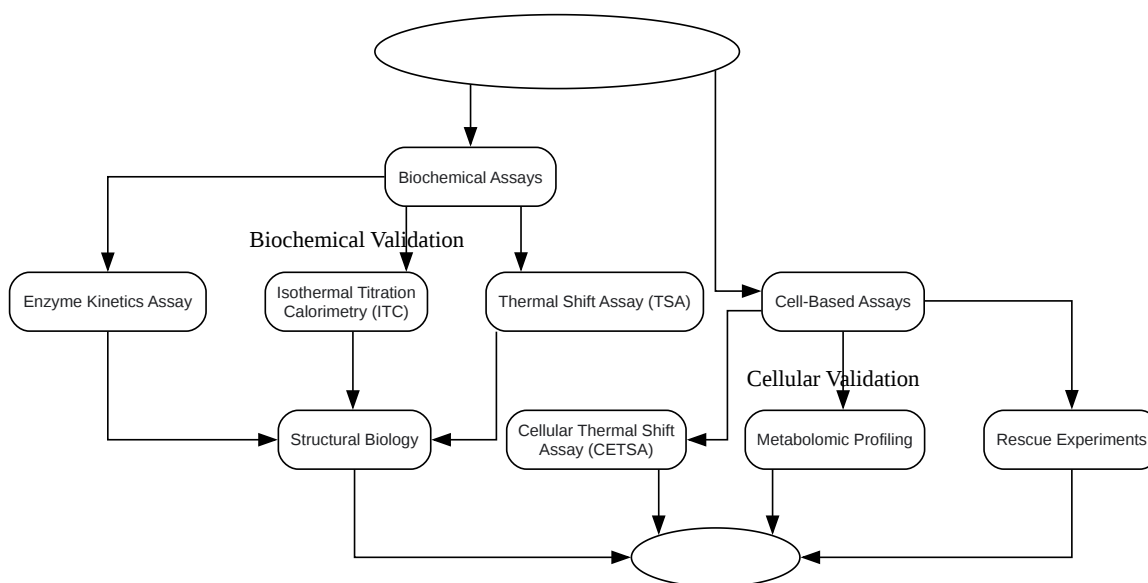 Biochemical Assays
Biochemical Validation
Enzyme Kinetics Assay
Isothermal Titration
Calorimetry (ITC)
Thermal Shift Assay (TSA)
Cell-Based Assays
Cellular Validation
Structural Biology
Cellular Thermal Shift
Assay (CETSA)
Metabolomic Profiling
Rescue Experiments